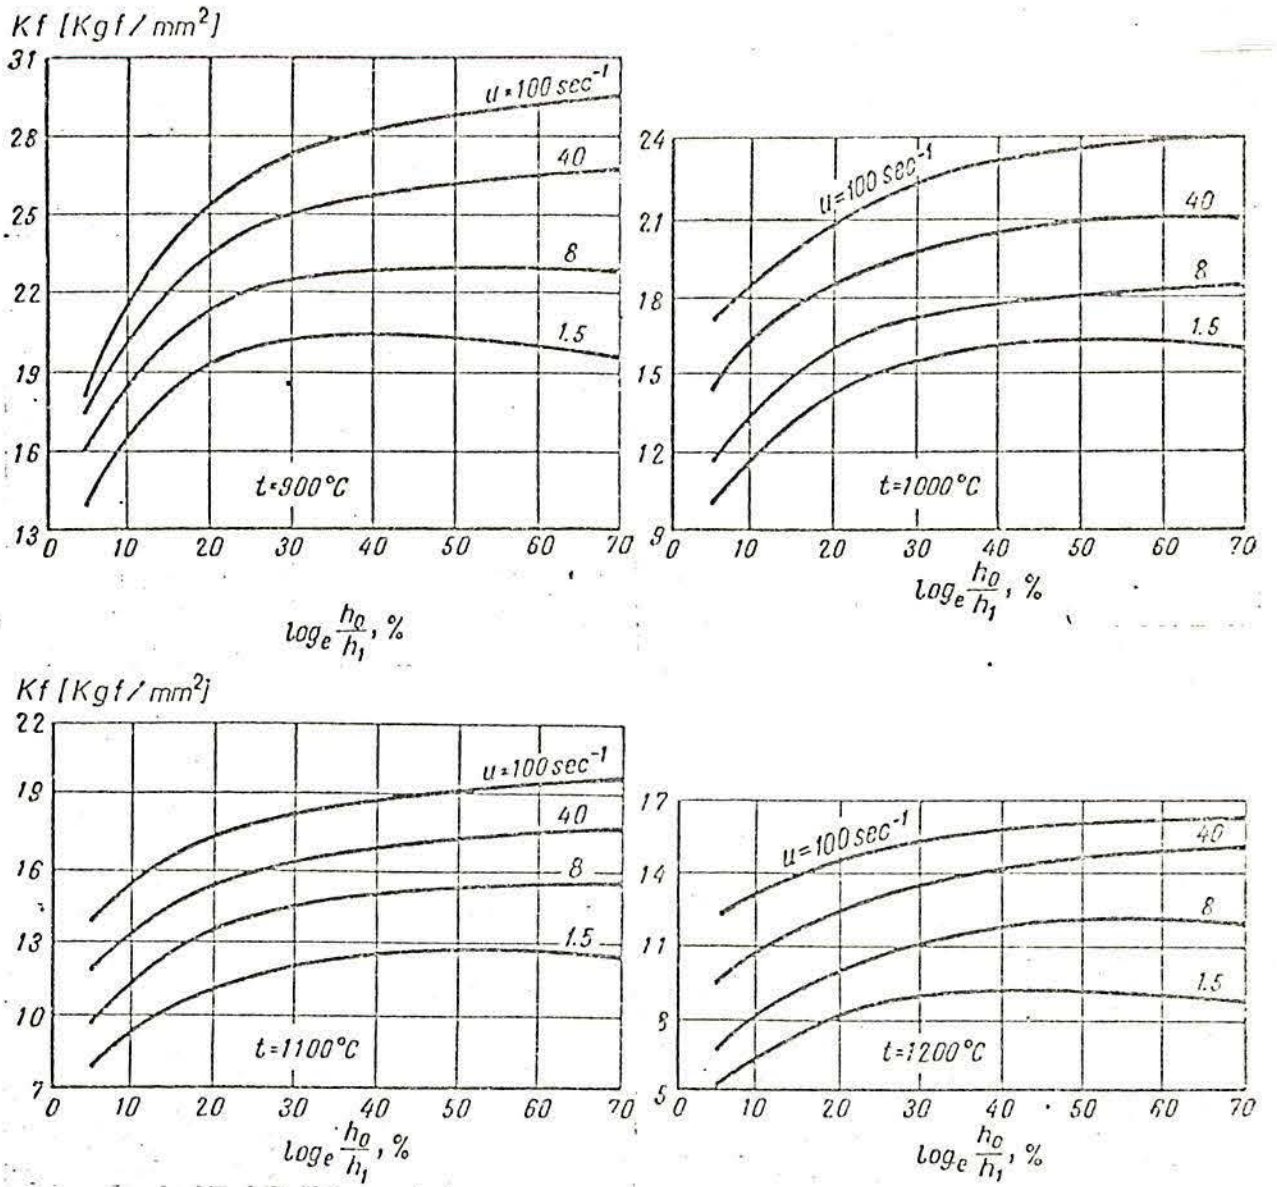 Kf [Kgf/mm²]
31
28
25
22
19
16
13
u=100 sec⁻¹
40
8
1.5
t=900°C
0 10 20 30 40 50 60 70
logₑ h₀/h₁, %
24
21
18
15
12
9
u=100 sec⁻¹
40
8
1.5
t=1000°C
0 10 20 30 40 50 60 70
logₑ h₀/h₁, %
Kf [Kgf/mm²]
22
19
16
13
10
7
u=100 sec⁻¹
40
8
1.5
t=1100°C
0 10 20 30 40 50 60 70
logₑ h₀/h₁, %
17
14
11
8
5
u=100 sec⁻¹
40
8
1.5
t=1200°C
0 10 20 30 40 50 60 70
logₑ h₀/h₁, %